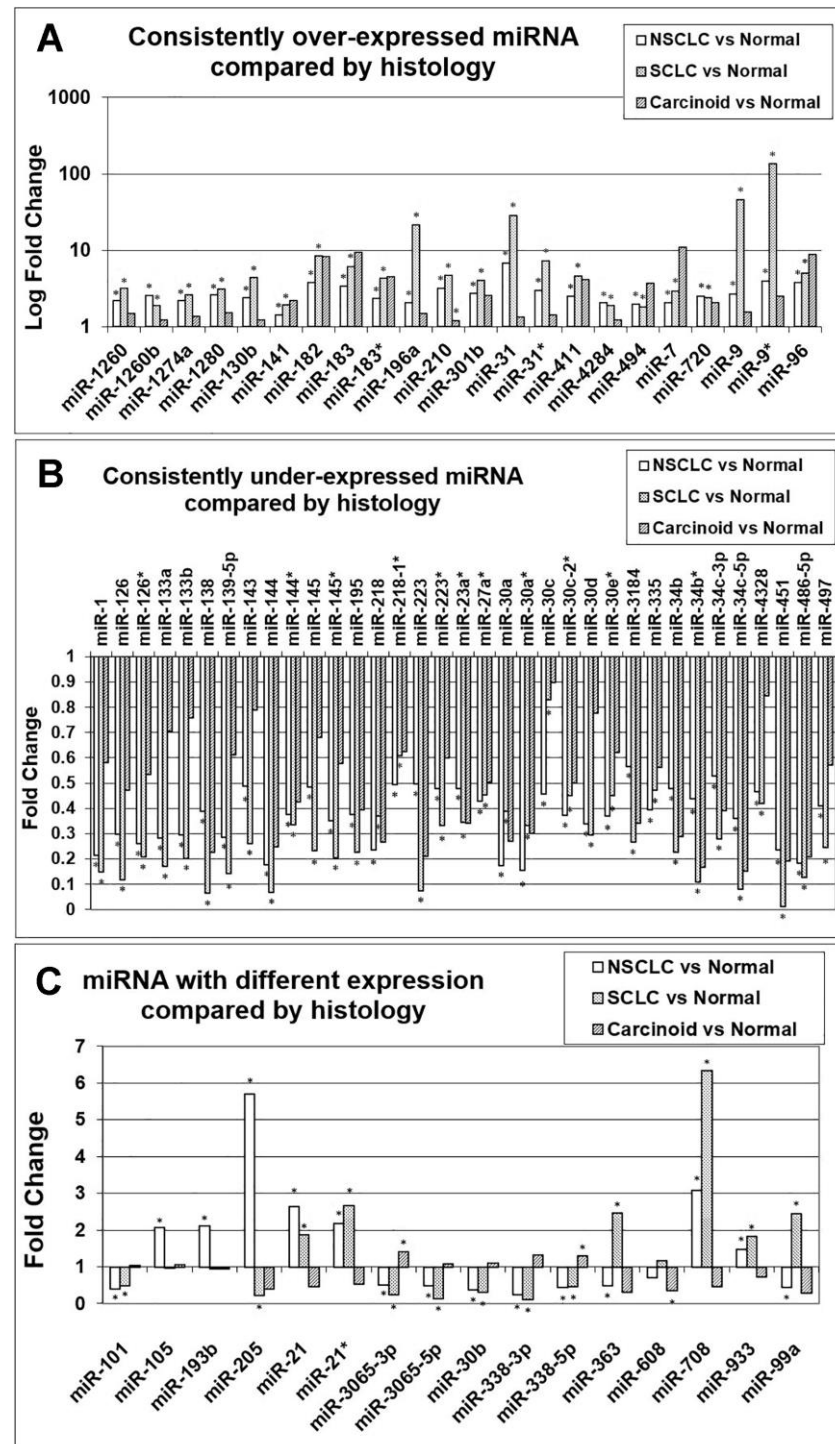 A
Consistently over-expressed miRNA
compared by histology
NSCLC vs Normal
SCLC vs Normal
Carcinoid vs Normal
Log Fold Change
1000
100
10
1
miR-1260
miR-1260b
miR-1274a
miR-1280
miR-130b
miR-141
miR-182
miR-183
miR-183*
miR-196a
miR-210
miR-301b
miR-31
miR-31*
miR-411
miR-4284
miR-494
miR-7
miR-720
miR-9
miR-9*
miR-96
B
Consistently under-expressed miRNA
compared by histology
NSCLC vs Normal
SCLC vs Normal
Carcinoid vs Normal
miR-1
miR-126
miR-126*
miR-133a
miR-133b
miR-138
miR-139-5p
miR-143
miR-144
miR-144*
miR-145
miR-145*
miR-195
miR-218
miR-218-1*
miR-223
miR-223*
miR-23a*
miR-27a*
miR-30a
miR-30a*
miR-30c
miR-30c-2*
miR-30d
miR-30e*
miR-3184
miR-335
miR-34b
miR-34b*
miR-34c-3p
miR-34c-5p
miR-4328
miR-451
miR-486-5p
miR-497
Fold Change
1
0.9
0.8
0.7
0.6
0.5
0.4
0.3
0.2
0.1
0
C
miRNA with different expression
compared by histology
NSCLC vs Normal
SCLC vs Normal
Carcinoid vs Normal
Fold Change
7
6
5
4
3
2
1
0
miR-101
miR-105
miR-193b
miR-205
miR-21
miR-21*
miR-3065-3p
miR-3065-5p
miR-30b
miR-338-3p
miR-338-5p
miR-363
miR-608
miR-708
miR-933
miR-99a